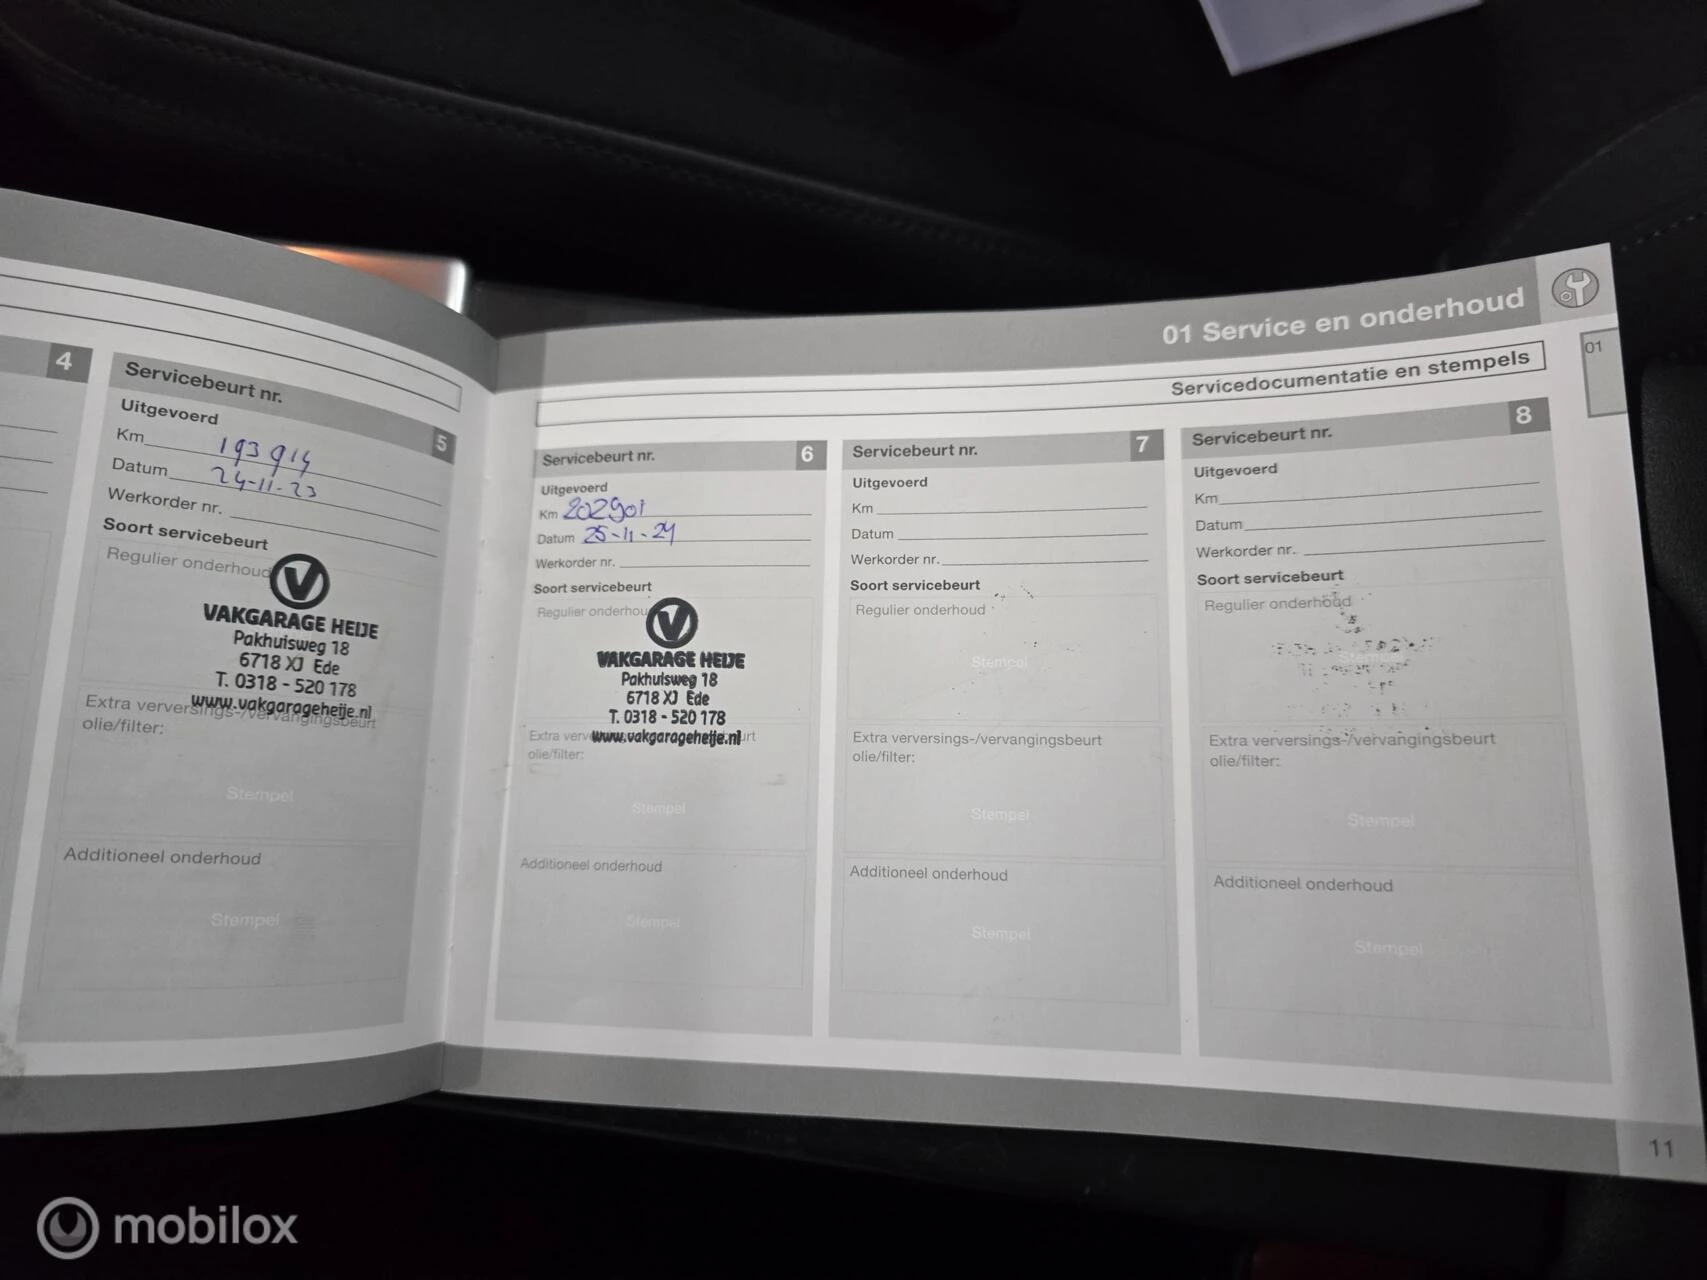 4
Servicebeurt nr.
5
Uitgevoerd
Km 193 914
Datum 24-11-23
Werkorder nr.
Soort servicebeurt
Regulier onderhoud
VAKGARAGE HEIJE
Pakhuisweg 18
6718 XJ Ede
T. 0318 - 520 178
www.vakgarageheije.nl
Extra verversings-/vervangingsbeurt
olie/filter:
Stempel
Additioneel onderhoud
Stempel
01 Service en onderhoud
01
Servicedocumentatie en stempels
Servicebeurt nr. 6
Uitgevoerd
Km 202901
Datum 25-11-24
Werkorder nr.
Soort servicebeurt
Regulier onderhou
VAKGARAGE HEIJE
Pakhuisweg 18
6718 XJ Ede
T. 0318 - 520 178
www.vakgarageheije.nl
olie/filter:
Stempel
Additioneel onderhoud
Stempel
Servicebeurt nr. 7
Uitgevoerd
Km
Datum
Werkorder nr.
Soort servicebeurt
Regulier onderhoud
Stempel
Extra verversings-/vervangingsbeurt
olie/filter:
Stempel
Additioneel onderhoud
Stempel
Servicebeurt nr. 8
Uitgevoerd
Km
Datum
Werkorder nr.
Soort servicebeurt
Regulier onderhoud
Stempel
Extra verversings-/vervangingsbeurt
olie/filter:
Stempel
Additioneel onderhoud
Stempel
11
mobilox